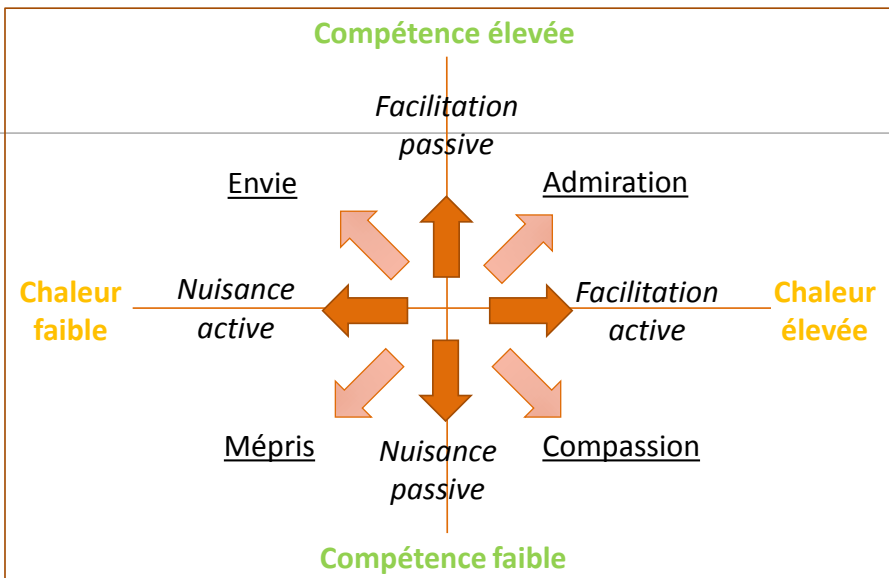 Compétence élevée
Facilitation
passive
Envie
Admiration
Chaleur
faible
Nuisance
active
Facilitation
active
Chaleur
élevée
Mépris
Nuisance
passive
Compassion
Compétence faible